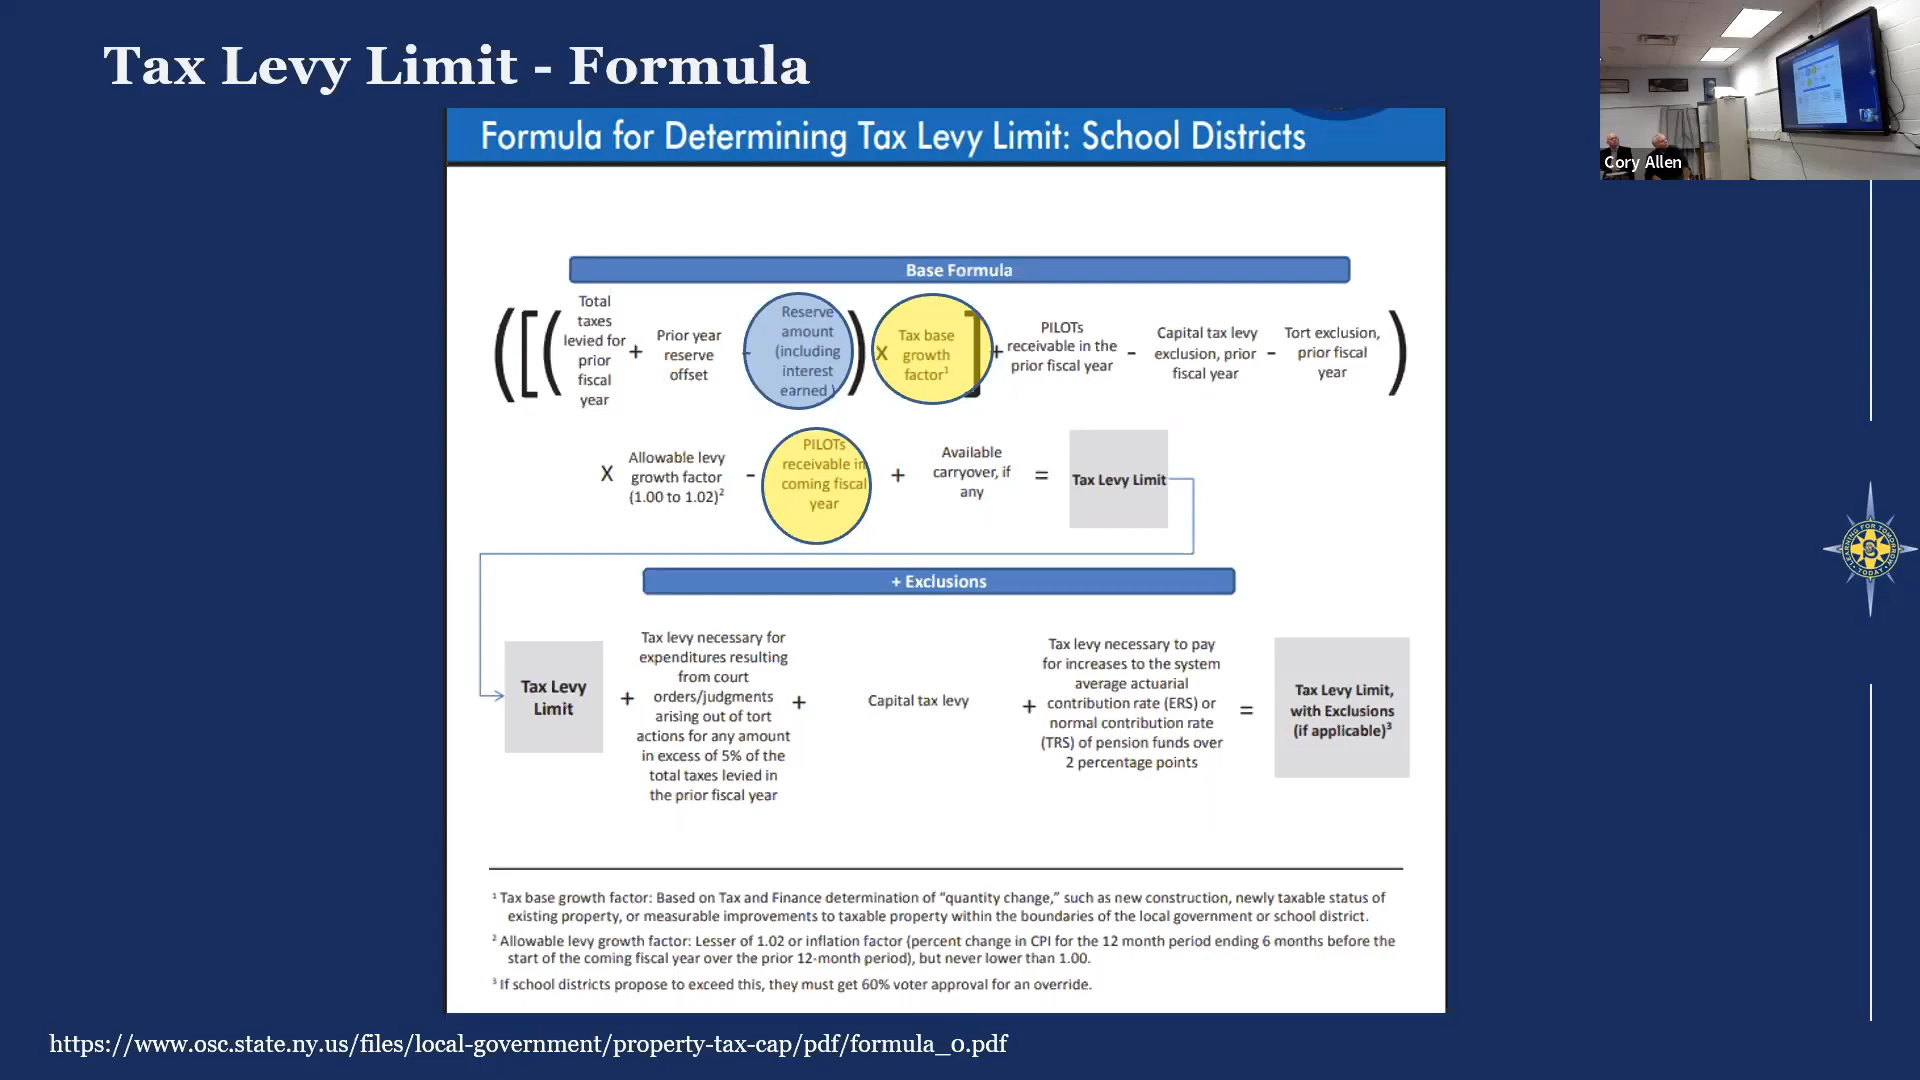 Tax Levy Limit - Formula
Cory Allen
Formula for Determining Tax Levy Limit: School Districts
Base Formula
( [ (
Total
taxes
levied for
prior
fiscal
year
+
Prior year
reserve
offset
-
Reserve
amount
(including
interest
earned )
)
X
Tax base
growth
factor¹
]
+
PILOTs
receivable in the
prior fiscal year
-
Capital tax levy
exclusion, prior
fiscal year
-
Tort exclusion,
prior fiscal
year
)
X
Allowable levy
growth factor
(1.00 to 1.02)²
-
PILOTs
receivable in
coming fiscal
year
+
Available
carryover, if
any
=
Tax Levy Limit
+ Exclusions
Tax Levy
Limit
+
Tax levy necessary for
expenditures resulting
from court
orders/judgments
arising out of tort
actions for any amount
in excess of 5% of the
total taxes levied in
the prior fiscal year
+
Capital tax levy
+
Tax levy necessary to pay
for increases to the system
average actuarial
contribution rate (ERS) or
normal contribution rate
(TRS) of pension funds over
2 percentage points
=
Tax Levy Limit,
with Exclusions
(if applicable)³
¹ Tax base growth factor: Based on Tax and Finance determination of “quantity change,” such as new construction, newly taxable status of
existing property, or measurable improvements to taxable property within the boundaries of the local government or school district.
² Allowable levy growth factor: Lesser of 1.02 or inflation factor (percent change in CPI for the 12 month period ending 6 months before the
start of the coming fiscal year over the prior 12-month period), but never lower than 1.00.
³ If school districts propose to exceed this, they must get 60% voter approval for an override.
LEARNING FOR TOMORROW
TODAY
S
https://www.osc.state.ny.us/files/local-government/property-tax-cap/pdf/formula_0.pdf